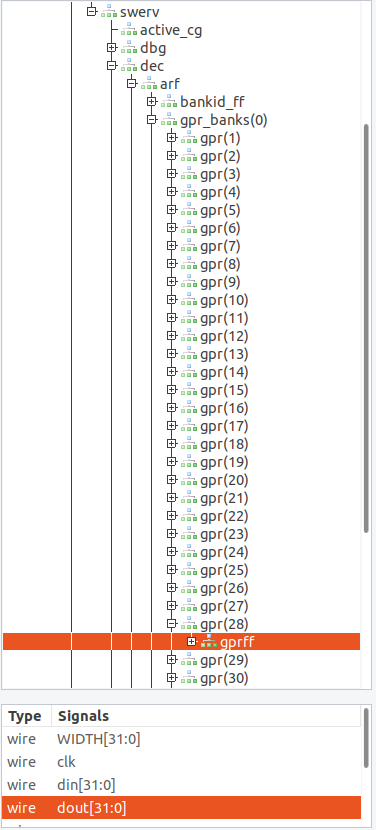 swerv
active_cg
dbg
dec
arf
bankid_ff
gpr_banks(0)
gpr(1)
gpr(2)
gpr(3)
gpr(4)
gpr(5)
gpr(6)
gpr(7)
gpr(8)
gpr(9)
gpr(10)
gpr(11)
gpr(12)
gpr(13)
gpr(14)
gpr(15)
gpr(16)
gpr(17)
gpr(18)
gpr(19)
gpr(20)
gpr(21)
gpr(22)
gpr(23)
gpr(24)
gpr(25)
gpr(26)
gpr(27)
gpr(28)
gprff
gpr(29)
gpr(30)
Type Signals
wire WIDTH[31:0]
wire clk
wire din[31:0]
wire dout[31:0]